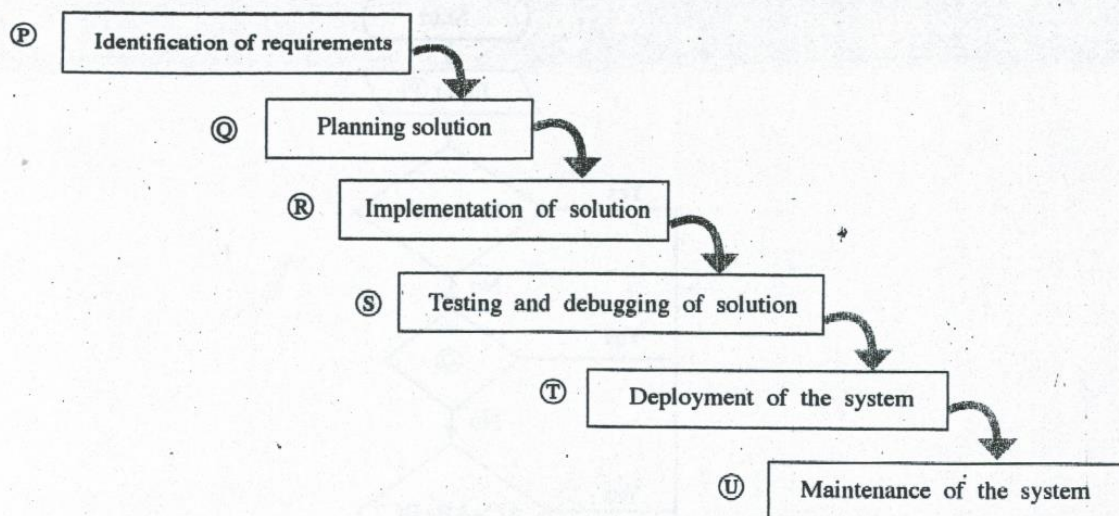 Ⓟ Identification of requirements
Ⓠ Planning solution
Ⓡ Implementation of solution
Ⓢ Testing and debugging of solution
Ⓣ Deployment of the system
Ⓤ Maintenance of the system